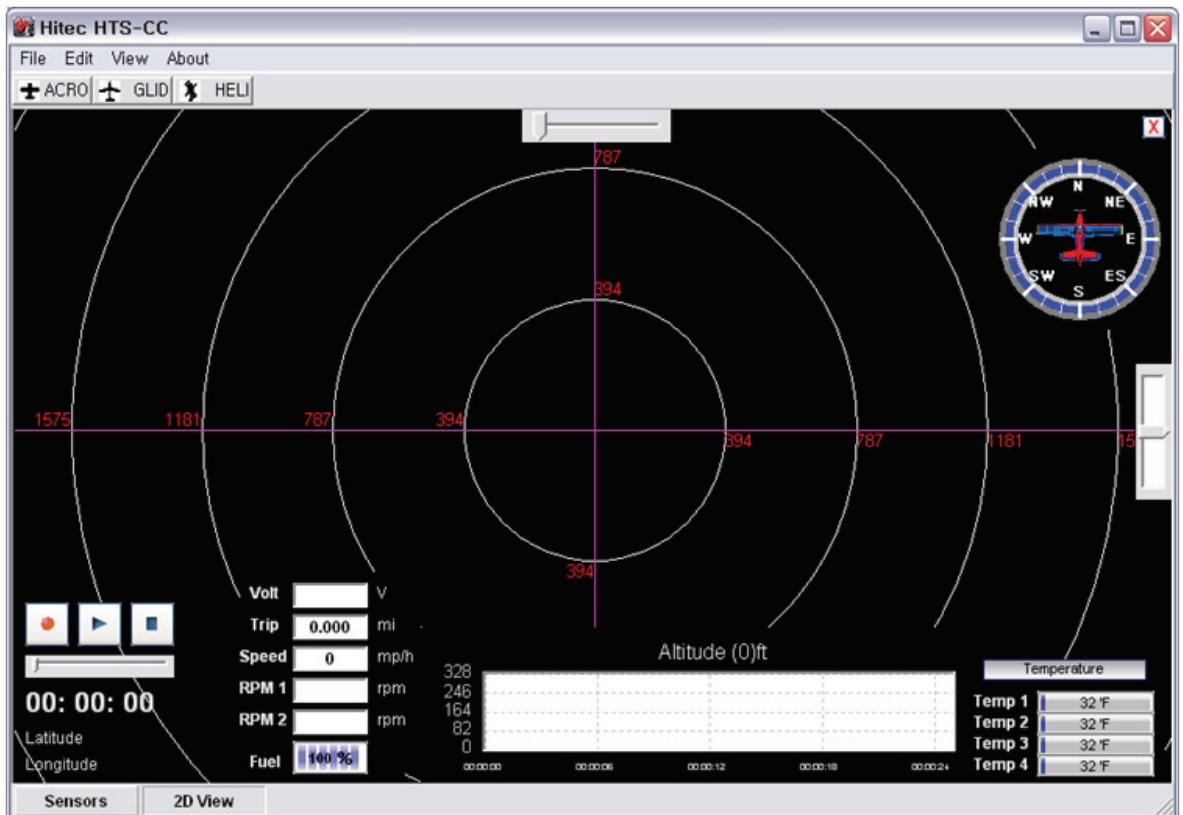 Hitec HTS-CC
File Edit View About
ACRO GLID HELI
X
787
N
NW NE
W E
SW ES
S
394
1575 1181 787 394
394 787 1181 15
394
Volt V
Trip 0.000 mi
Speed 0 mp/h
RPM 1 rpm
RPM 2 rpm
Fuel 100 %
00: 00: 00
Latitude
Longitude
Altitude (0)ft
328
246
164
82
0
00:00:00 00:00:06 00:00:12 00:00:18 00:00:24
Temperature
Temp 1 32 'F
Temp 2 32 'F
Temp 3 32 'F
Temp 4 32 'F
Sensors 2D View